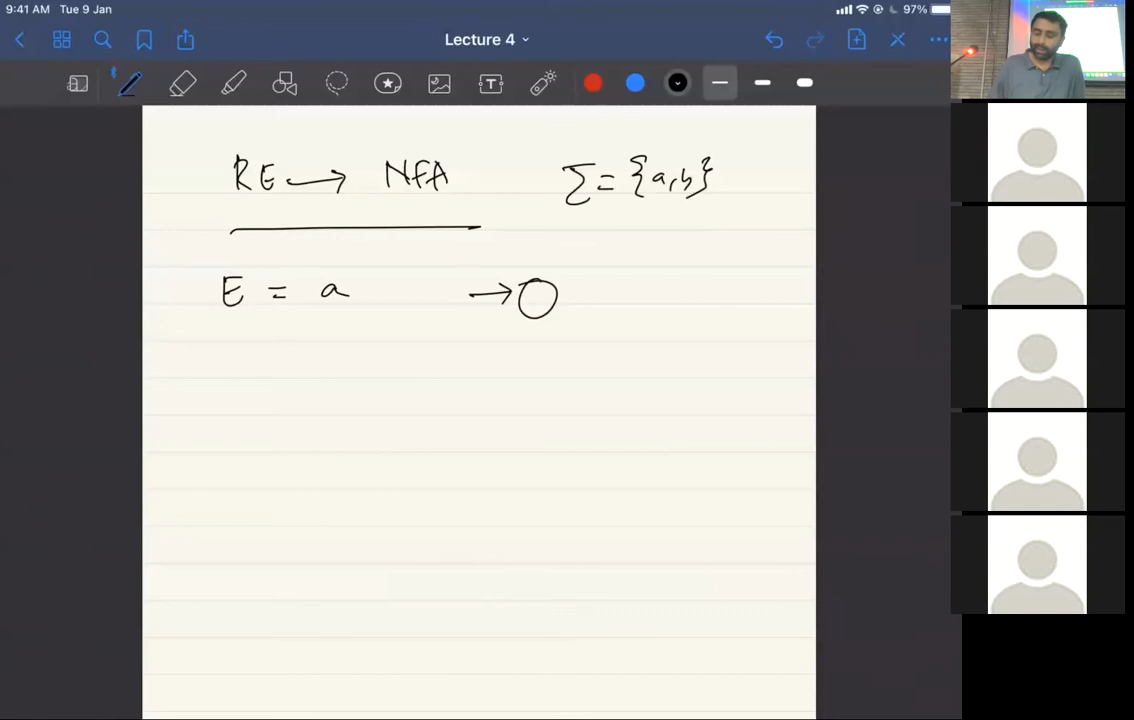 9:41 AM Tue 9 Jan 97%
Lecture 4
RE → NFA Σ = {a,b}
E = a →